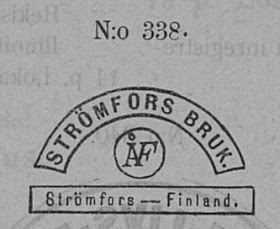 N:o 338.
STRÖMFORS BRUK.
ÅF
Strömfors — Finland.